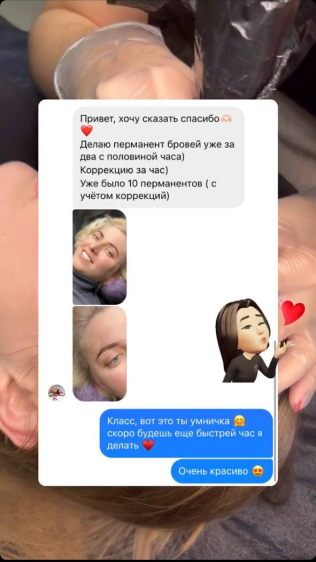 Привет, хочу сказать спасибо🫶🏻
❤️
Делаю перманент бровей уже за
два с половиной часа)
Коррекцию за час)
Уже было 10 перманентов ( с
учётом коррекций)
Класс, вот это ты умничка 🤗
скоро будешь еще быстрей час я
делать ❤️
Очень красиво 😍